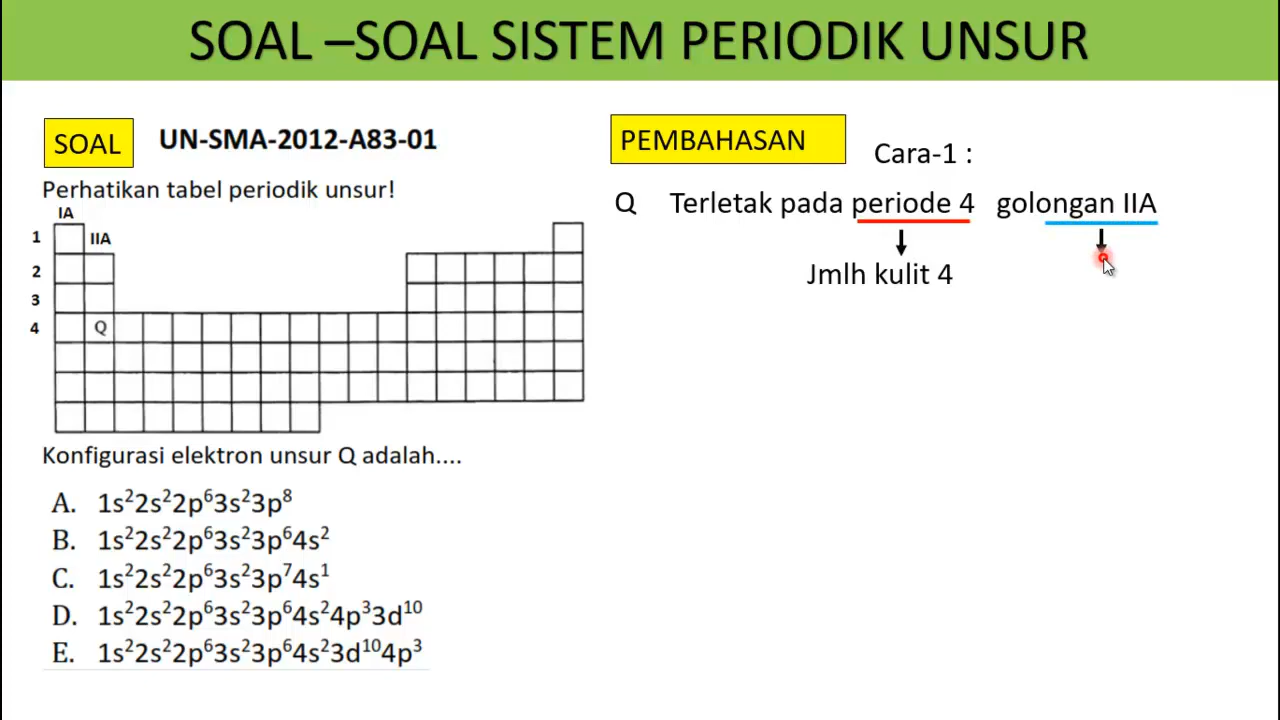 SOAL –SOAL SISTEM PERIODIK UNSUR
SOAL
UN-SMA-2012-A83-01
Perhatikan tabel periodik unsur!
IA
1
IIA
2
3
4
Q
Konfigurasi elektron unsur Q adalah....
A. 1s²2s²2p⁶3s²3p⁸
B. 1s²2s²2p⁶3s²3p⁶4s²
C. 1s²2s²2p⁶3s²3p⁷4s¹
D. 1s²2s²2p⁶3s²3p⁶4s²4p³3d¹⁰
E. 1s²2s²2p⁶3s²3p⁶4s²3d¹⁰4p³
PEMBAHASAN
Cara-1 :
Q Terletak pada periode 4 golongan IIA
Jmlh kulit 4